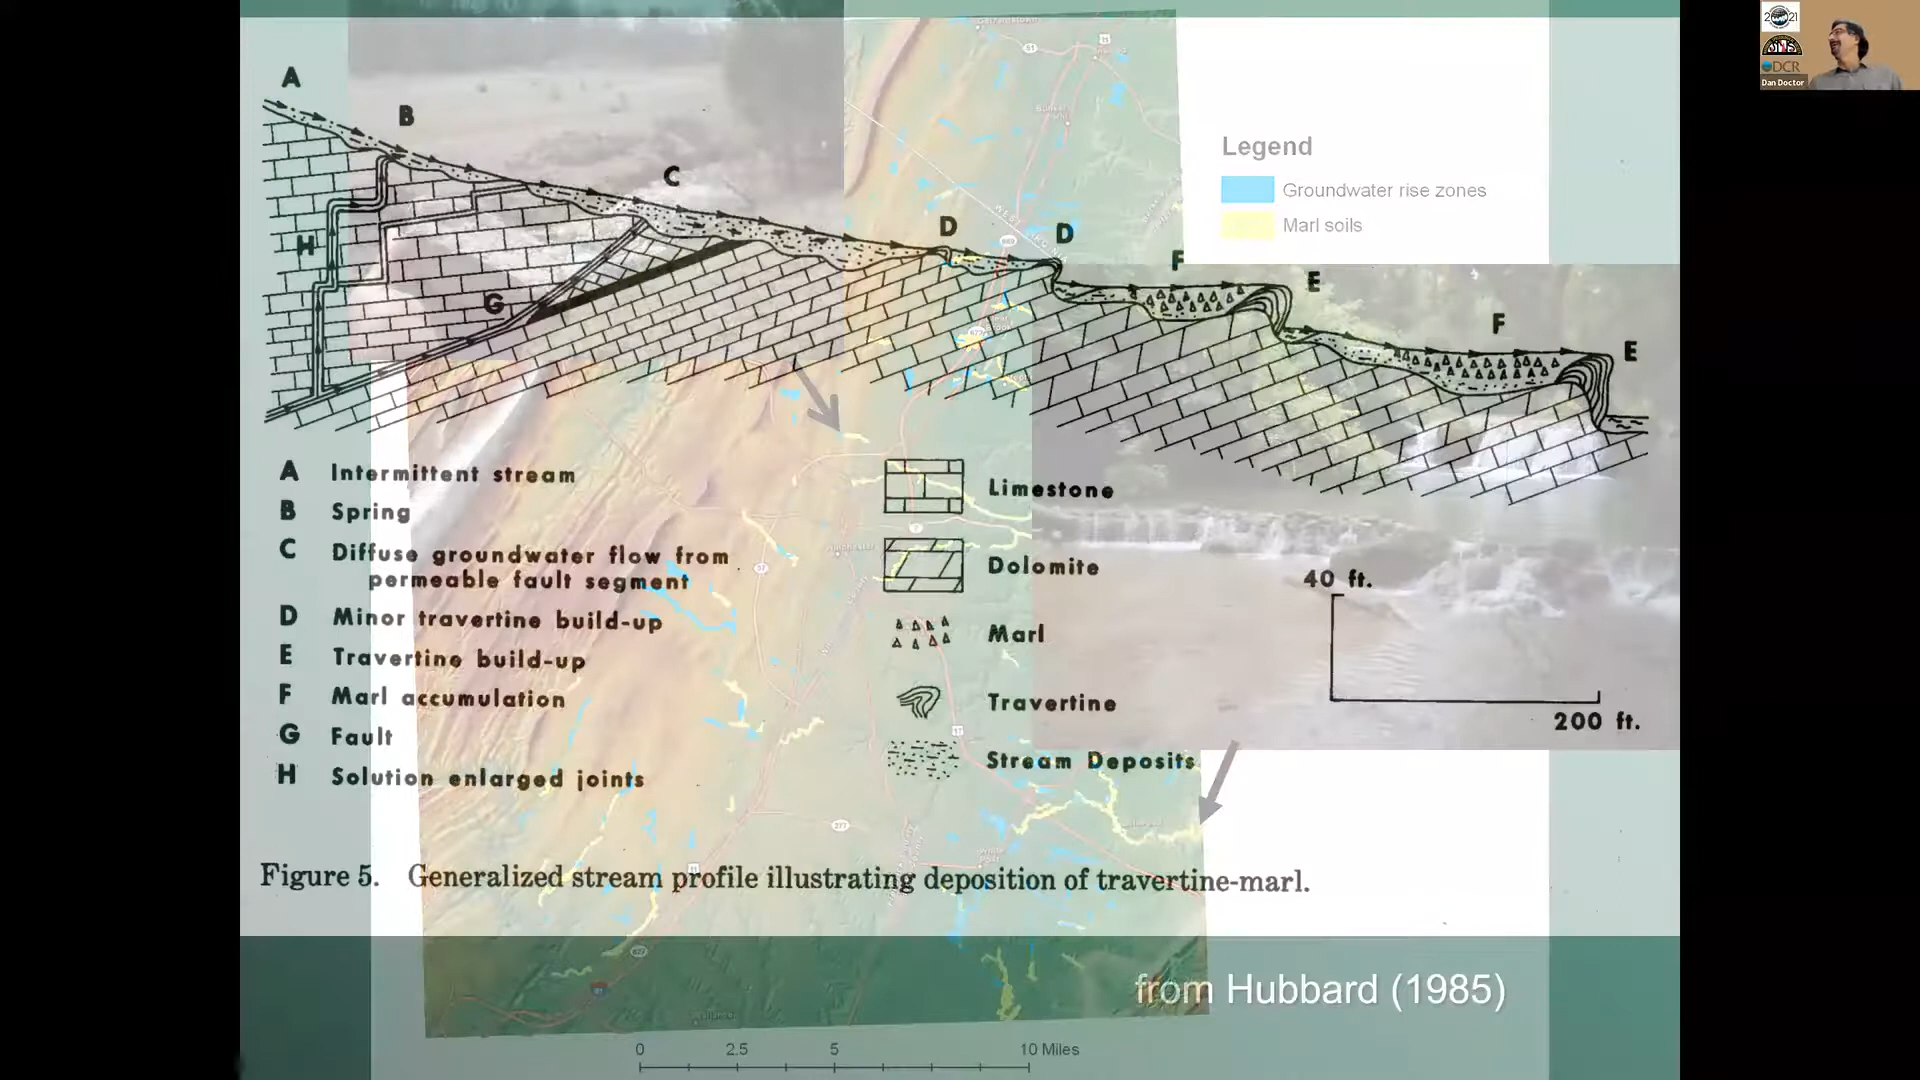 A
B
C
D
D
F
E
F
E
H
G
Legend
Groundwater rise zones
Marl soils
2021
DCR
Dan Doctor
A Intermittent stream
B Spring
C Diffuse groundwater flow from
permeable fault segment
D Minor travertine build-up
E Travertine build-up
F Marl accumulation
G Fault
H Solution enlarged joints
Limestone
Dolomite
Marl
Travertine
Stream Deposits
40 ft.
200 ft.
Figure 5. Generalized stream profile illustrating deposition of travertine-marl.
from Hubbard (1985)
0 2.5 5 10 Miles